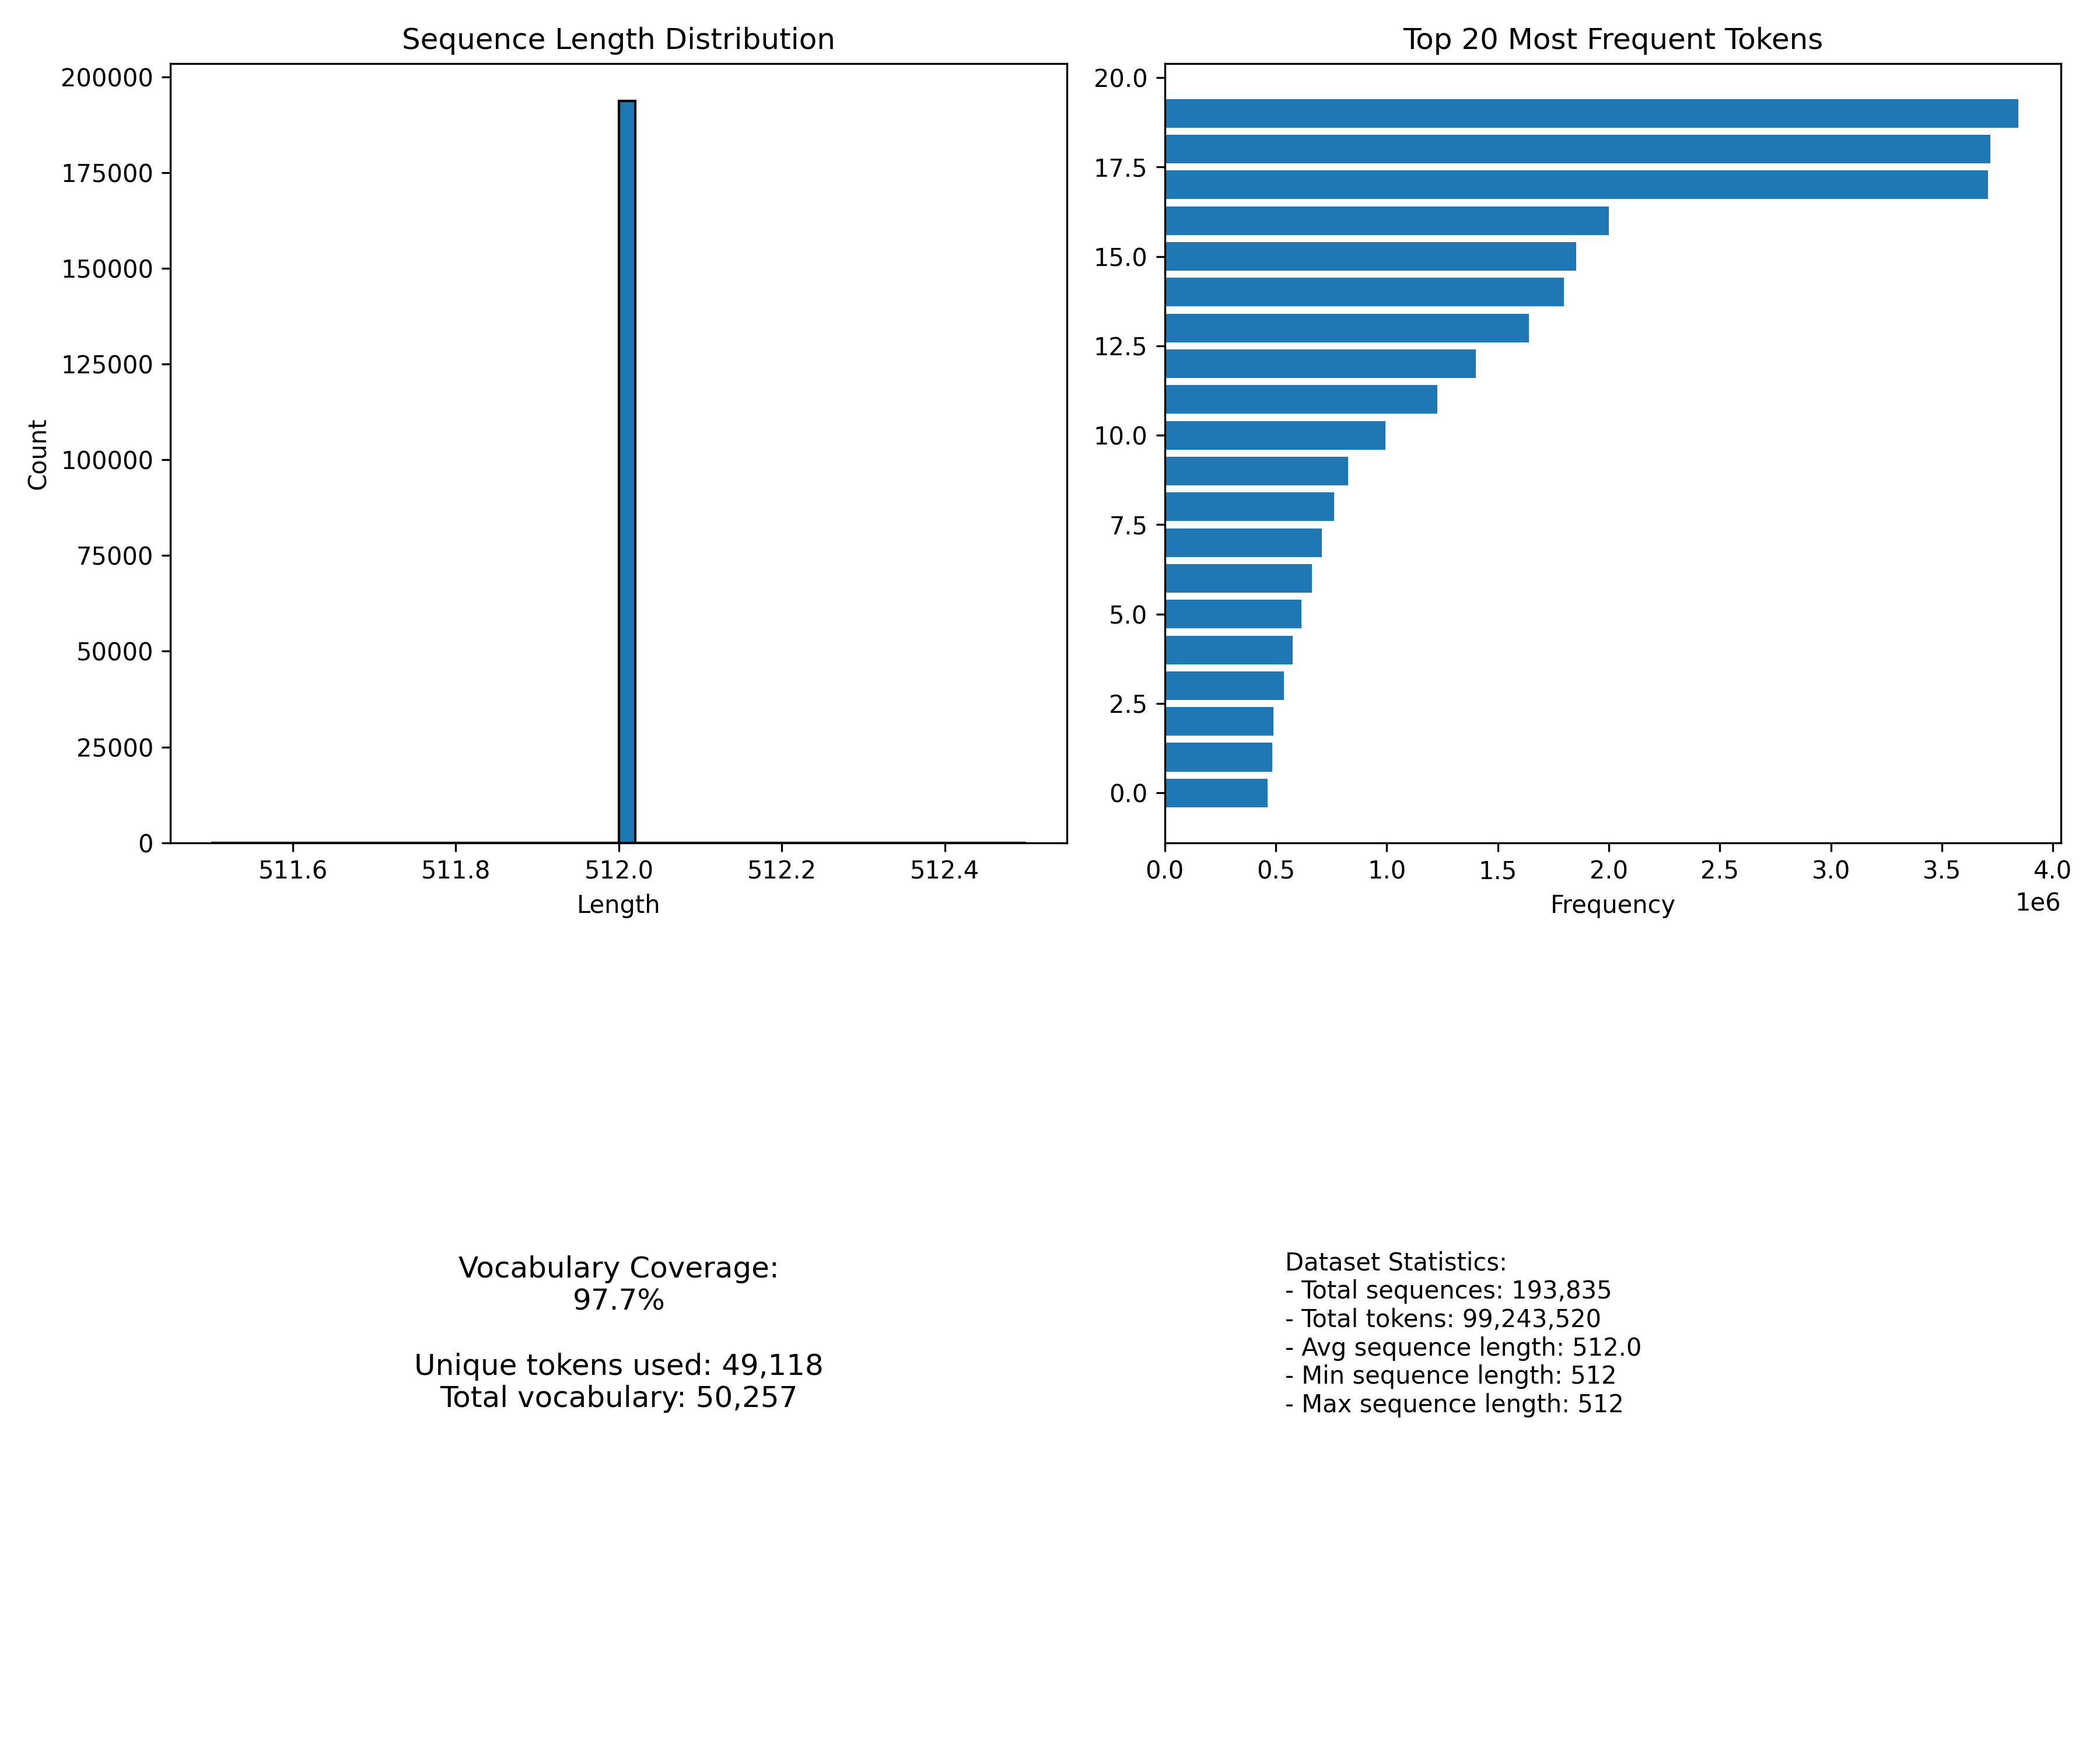 Sequence Length Distribution
200000
175000
150000
125000
100000
75000
50000
25000
0
Count
511.6 511.8 512.0 512.2 512.4
Length
Top 20 Most Frequent Tokens
20.0
17.5
15.0
12.5
10.0
7.5
5.0
2.5
0.0
0.0 0.5 1.0 1.5 2.0 2.5 3.0 3.5 4.0
1e6
Frequency
Vocabulary Coverage:
97.7%
Unique tokens used: 49,118
Total vocabulary: 50,257
Dataset Statistics:
- Total sequences: 193,835
- Total tokens: 99,243,520
- Avg sequence length: 512.0
- Min sequence length: 512
- Max sequence length: 512